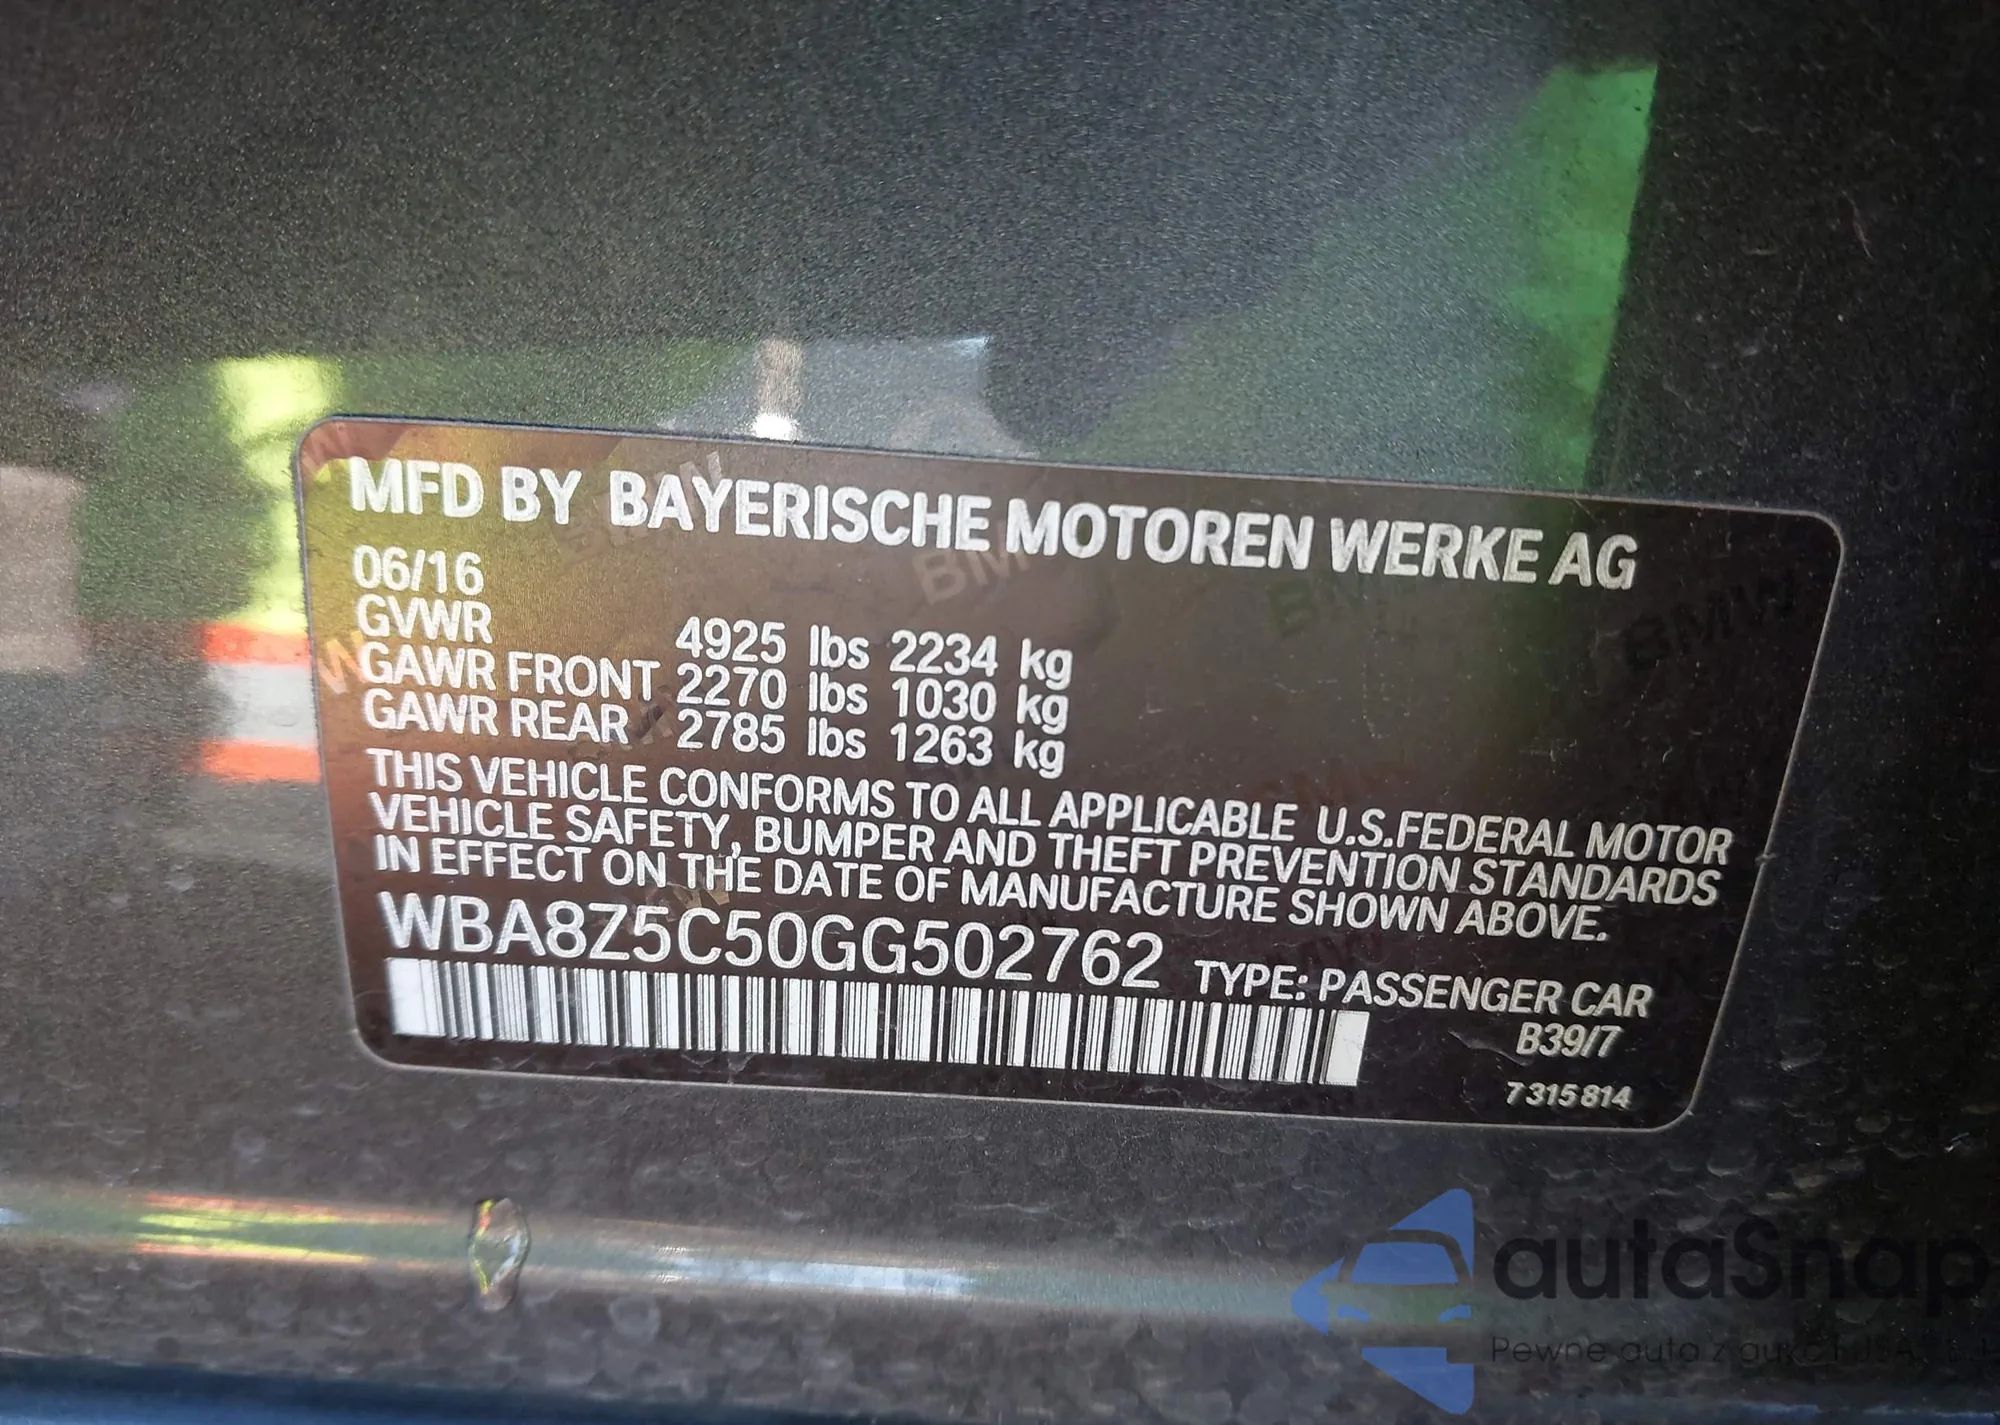 MFD BY BAYERISCHE MOTOREN WERKE AG
06/16
GVWR 4925 lbs 2234 kg
GAWR FRONT 2270 lbs 1030 kg
GAWR REAR 2785 lbs 1263 kg
THIS VEHICLE CONFORMS TO ALL APPLICABLE U.S.FEDERAL MOTOR
VEHICLE SAFETY, BUMPER AND THEFT PREVENTION STANDARDS
IN EFFECT ON THE DATE OF MANUFACTURE SHOWN ABOVE.
WBA8Z5C50GG502762 TYPE: PASSENGER CAR
B39/7
7 315 814
autaSnap
Pewne auta z